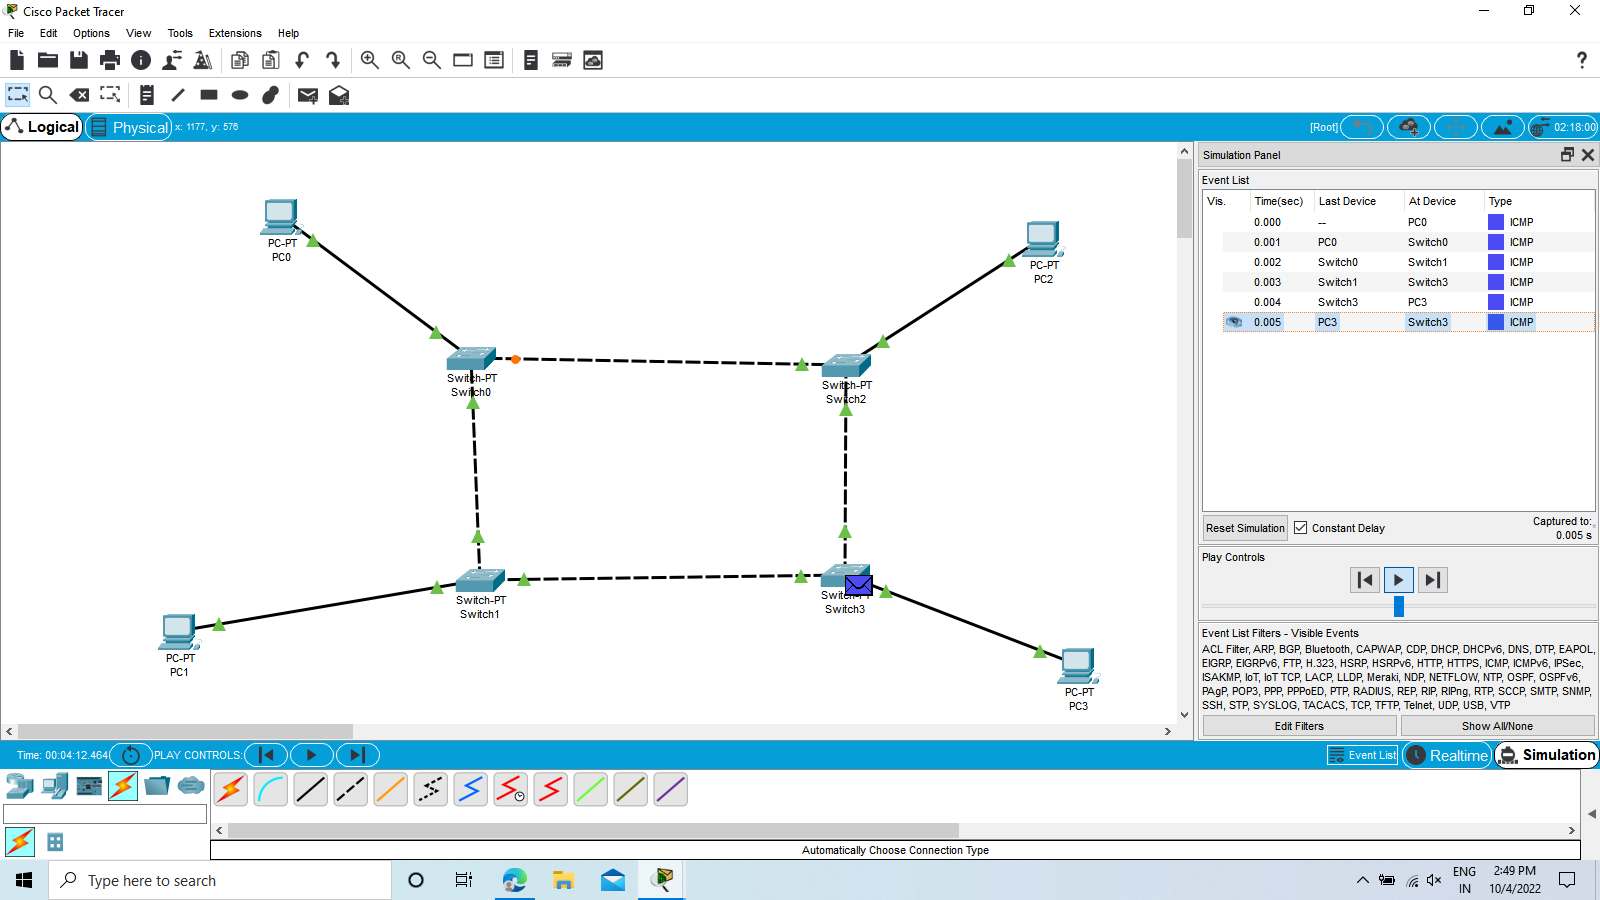 Cisco Packet Tracer
File Edit Options View Tools Extensions Help
Logical Physical x: 1177, y: 576 [Root] 02:18:00
Simulation Panel
Event List
Vis. Time(sec) Last Device At Device Type
0.000 -- PC0 ICMP
0.001 PC0 Switch0 ICMP
0.002 Switch0 Switch1 ICMP
0.003 Switch1 Switch3 ICMP
0.004 Switch3 PC3 ICMP
0.005 PC3 Switch3 ICMP
Reset Simulation Constant Delay Captured to:
0.005 s
Play Controls
Event List Filters - Visible Events
ACL Filter, ARP, BGP, Bluetooth, CAPWAP, CDP, DHCP, DHCPv6, DNS, DTP, EAPOL,
EIGRP, EIGRPv6, FTP, H.323, HSRP, HSRPv6, HTTP, HTTPS, ICMP, ICMPv6, IPSec,
ISAKMP, IoT, IoT TCP, LACP, LLDP, Meraki, NDP, NETFLOW, NTP, OSPF, OSPFv6,
PAgP, POP3, PPP, PPPoED, PTP, RADIUS, REP, RIP, RIPng, RTP, SCCP, SMTP, SNMP,
SSH, STP, SYSLOG, TACACS, TCP, TFTP, Telnet, UDP, USB, VTP
Edit Filters Show All/None
PC-PT
PC0
PC-PT
PC2
Switch-PT
Switch0
Switch-PT
Switch2
Switch-PT
Switch1
Switch-PT
Switch3
PC-PT
PC1
PC-PT
PC3
Time: 00:04:12.464 PLAY CONTROLS: Event List Realtime Simulation
Automatically Choose Connection Type
Type here to search
ENG
IN
2:49 PM
10/4/2022